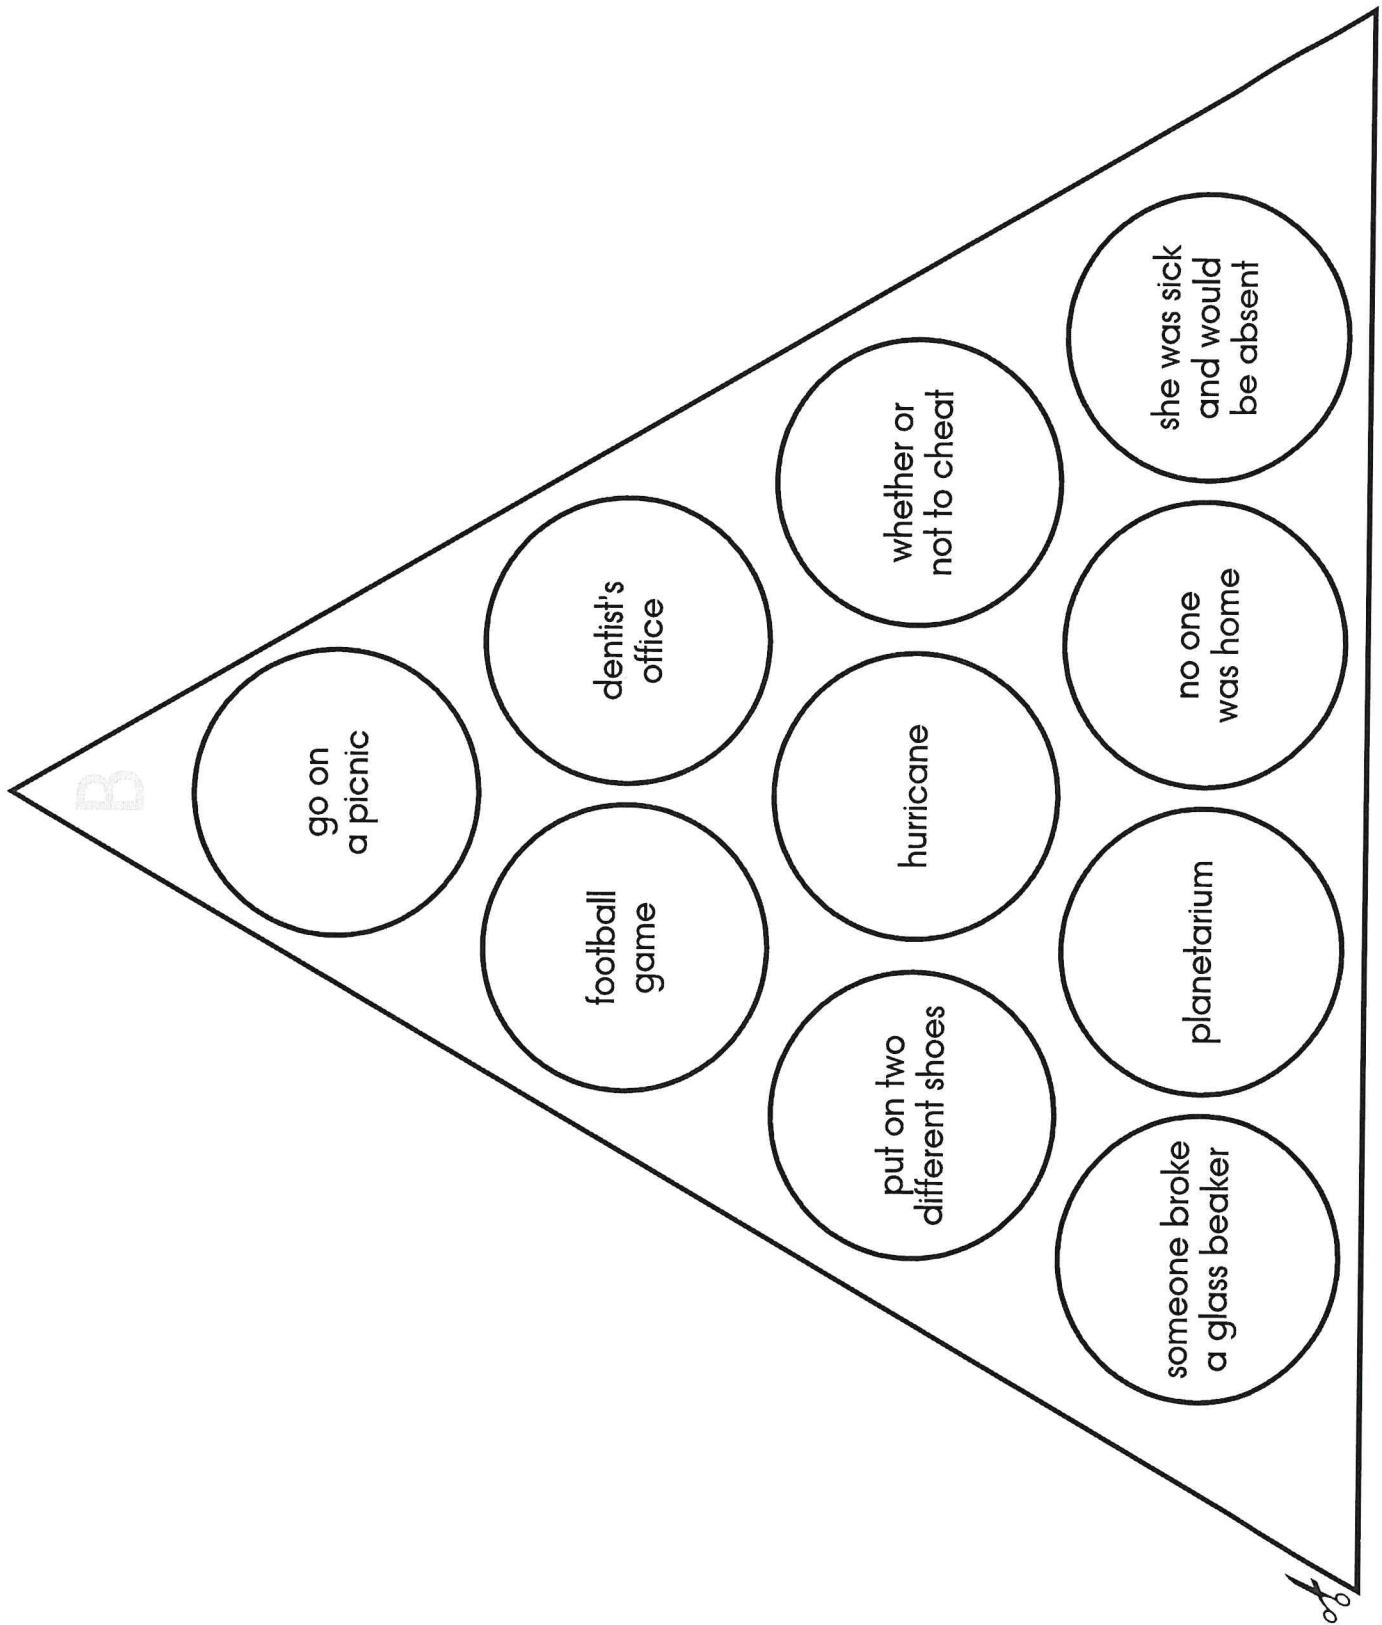 B
go on
a picnic
football
game
dentist's
office
put on two
different shoes
hurricane
whether or
not to cheat
someone broke
a glass beaker
planetarium
no one
was home
she was sick
and would
be absent